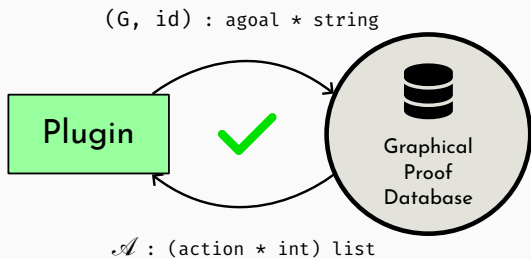 (G, id) : agoal * string
Plugin
Graphical
Proof
Database
𝒜 : (action * int) list